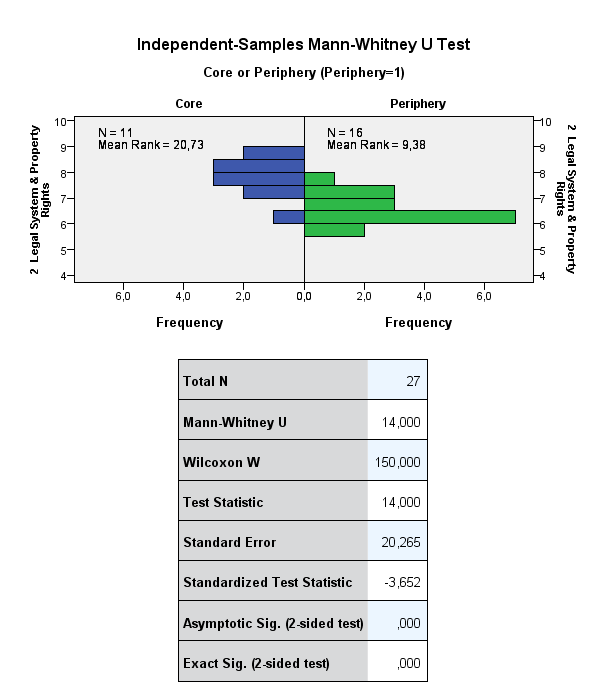 Independent-Samples Mann-Whitney U Test
Core or Periphery (Periphery=1)
Core Periphery
2 Legal System & Property
Rights
10
9
8
7
6
5
4
N = 11
Mean Rank = 20,73
N = 16
Mean Rank = 9,38
10
9
8
7
6
5
4
2 Legal System & Property
Rights
6,0 4,0 2,0 0,0 2,0 4,0 6,0
Frequency Frequency
Total N 27
Mann-Whitney U 14,000
Wilcoxon W 150,000
Test Statistic 14,000
Standard Error 20,265
Standardized Test Statistic -3,652
Asymptotic Sig. (2-sided test) ,000
Exact Sig. (2-sided test) ,000